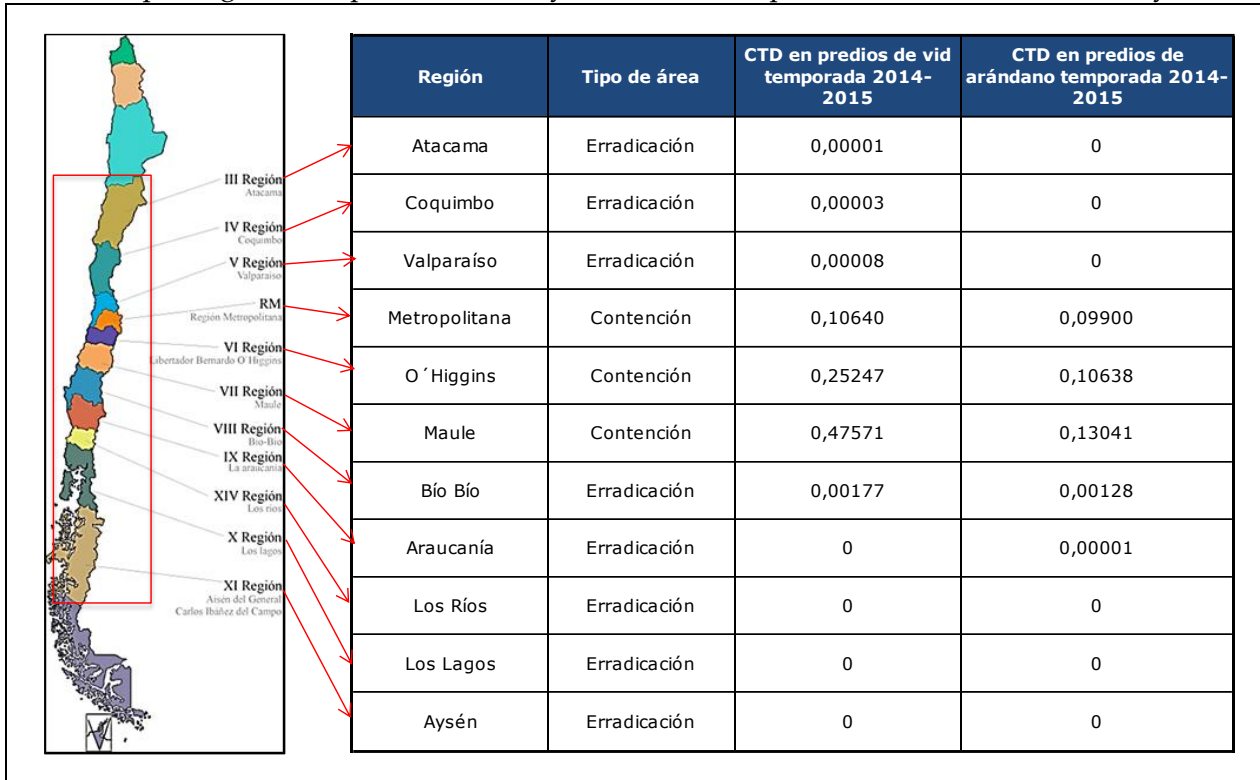 III Región
Atacama
IV Región
Coquimbo
V Región
Valparaiso
RM
Región Metropolitana
VI Región
Libertador Bernardo O'Higgins
VII Región
Maule
VIII Región
Bio-Bio
IX Región
La araucania
XIV Región
Los rios
X Región
Los lagos
XI Región
Aisén del General
Carlos Ibáñez del Campo
Región Tipo de área CTD en predios de vid temporada 2014-2015 CTD en predios de arándano temporada 2014-2015
Atacama Erradicación 0,00001 0
Coquimbo Erradicación 0,00003 0
Valparaíso Erradicación 0,00008 0
Metropolitana Contención 0,10640 0,09900
O´Higgins Contención 0,25247 0,10638
Maule Contención 0,47571 0,13041
Bío Bío Erradicación 0,00177 0,00128
Araucanía Erradicación 0 0,00001
Los Ríos Erradicación 0 0
Los Lagos Erradicación 0 0
Aysén Erradicación 0 0